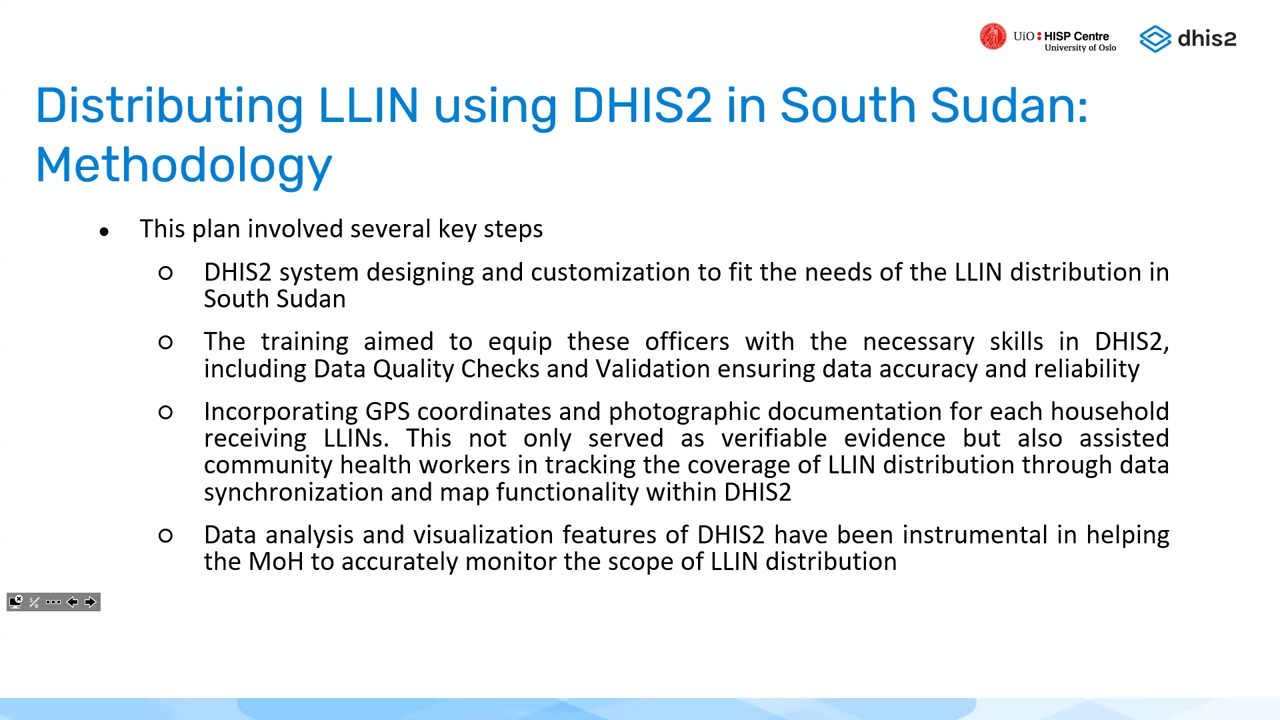 UiO HISP Centre
University of Oslo
dhis2
Distributing LLIN using DHIS2 in South Sudan:
Methodology
• This plan involved several key steps
○ DHIS2 system designing and customization to fit the needs of the LLIN distribution in
South Sudan
○ The training aimed to equip these officers with the necessary skills in DHIS2,
including Data Quality Checks and Validation ensuring data accuracy and reliability
○ Incorporating GPS coordinates and photographic documentation for each household
receiving LLINs. This not only served as verifiable evidence but also assisted
community health workers in tracking the coverage of LLIN distribution through data
synchronization and map functionality within DHIS2
○ Data analysis and visualization features of DHIS2 have been instrumental in helping
the MoH to accurately monitor the scope of LLIN distribution